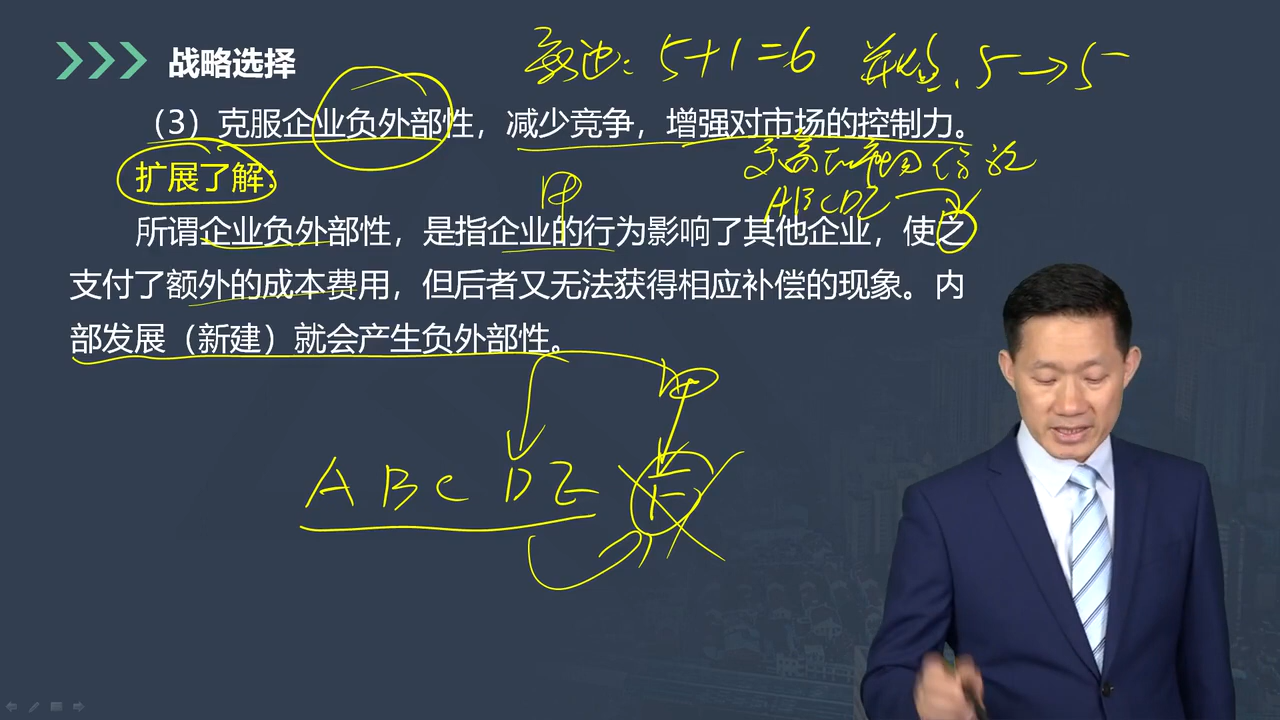 战略选择
新建：5+1=6 并购：5→5
（3）克服企业负外部性，减少竞争，增强对市场的控制力。
扩展了解：
甲
ABCDE
所谓企业负外部性，是指企业的行为影响了其他企业，使之
支付了额外的成本费用，但后者又无法获得相应补偿的现象。内
部发展（新建）就会产生负外部性。
甲
A B C D E F